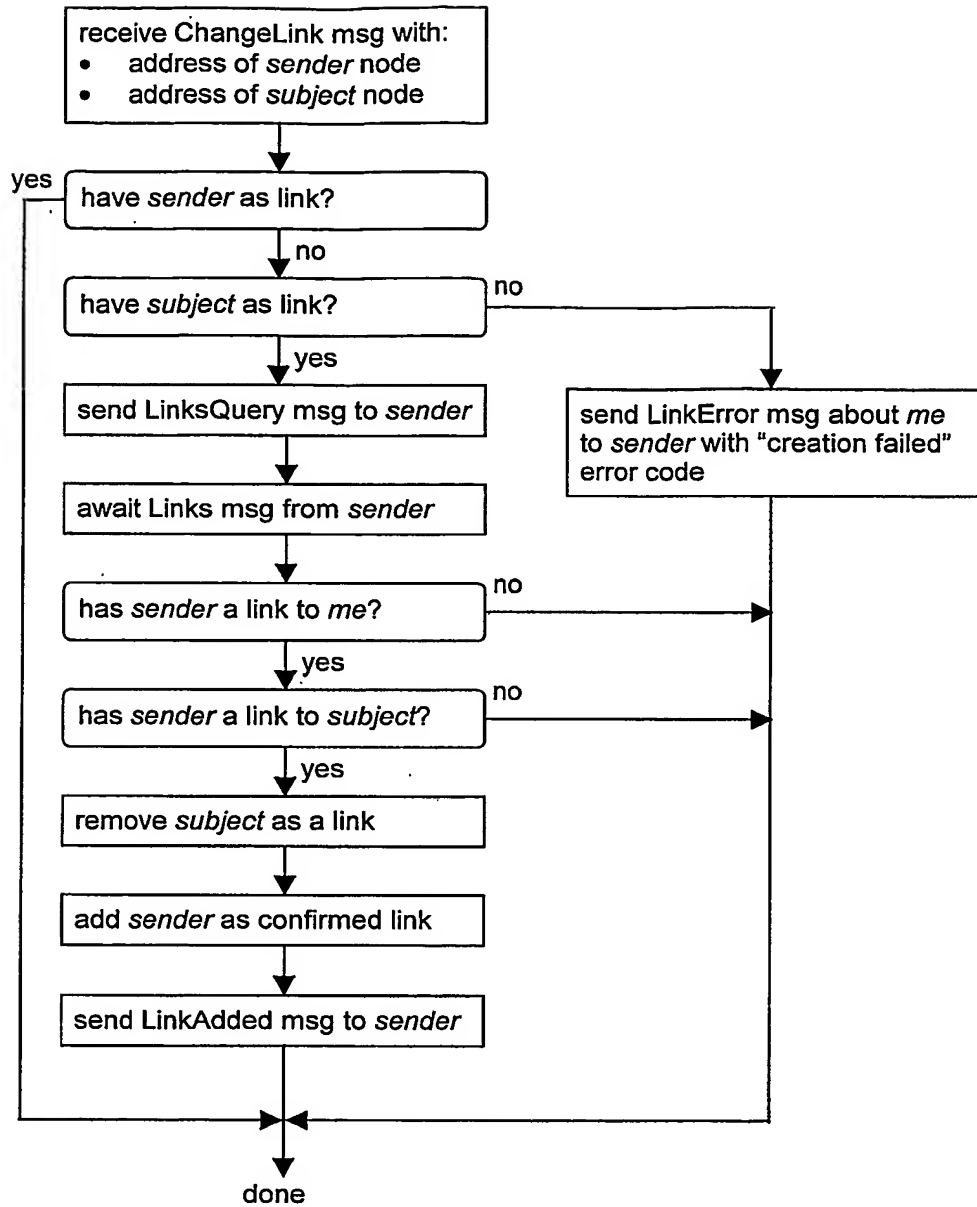 receive ChangeLink msg with:
• address of sender node
• address of subject node
yes
have sender as link?
no
have subject as link?
no
yes
send LinksQuery msg to sender
send LinkError msg about me
to sender with “creation failed”
error code
await Links msg from sender
has sender a link to me?
no
yes
has sender a link to subject?
no
yes
remove subject as a link
add sender as confirmed link
send LinkAdded msg to sender
done